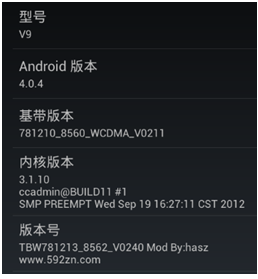 型号
V9
Android 版本
4.0.4
基带版本
781210_8560_WCDMA_V0211
内核版本
3.1.10
ccadmin@BUILD11 #1
SMP PREEMPT Wed Sep 19 16:27:11 CST 2012
版本号
TBW781213_8562_V0240 Mod By:hasz
www.592zn.com